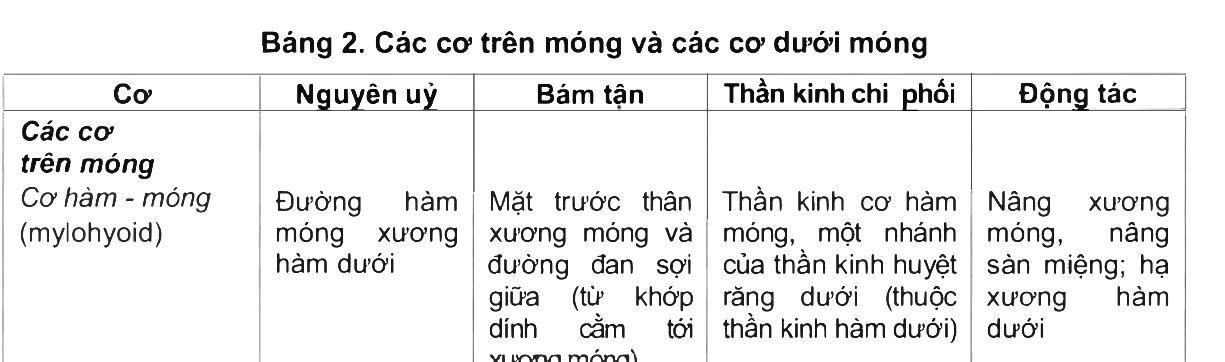 Báng 2. Các cơ trên móng và các cơ dưới móng
Cơ
Nguyên uỷ
Bám tận
Thần kinh chi phối
Động tác
Các cơ
trên móng
Cơ hàm - móng
(mylohyoid)
Đường hàm
móng xương
hàm dưới
Mặt trước thân
xương móng và
đường đan sợi
giữa (từ khớp
dính cằm tới
xương móng)
Thần kinh cơ hàm
móng, một nhánh
của thần kinh huyệt
răng dưới (thuộc
thần kinh hàm dưới)
Nâng xương
móng, nâng
sàn miệng; hạ
xương hàm
dưới